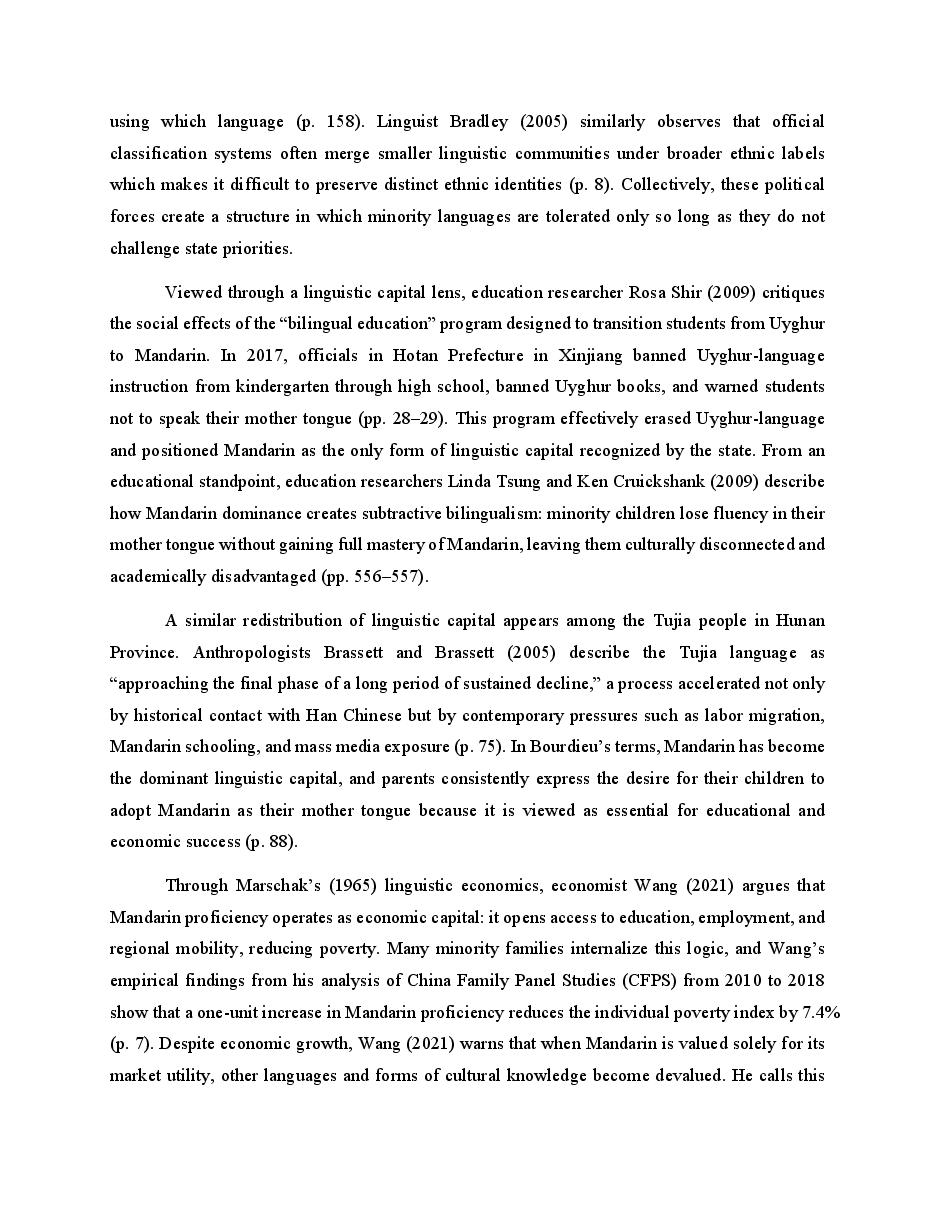 using which language (p. 158). Linguist Bradley (2005) similarly observes that official
classification systems often merge smaller linguistic communities under broader ethnic labels
which makes it difficult to preserve distinct ethnic identities (p. 8). Collectively, these political
forces create a structure in which minority languages are tolerated only so long as they do not
challenge state priorities.
Viewed through a linguistic capital lens, education researcher Rosa Shir (2009) critiques
the social effects of the “bilingual education” program designed to transition students from Uyghur
to Mandarin. In 2017, officials in Hotan Prefecture in Xinjiang banned Uyghur-language
instruction from kindergarten through high school, banned Uyghur books, and warned students
not to speak their mother tongue (pp. 28–29). This program effectively erased Uyghur-language
and positioned Mandarin as the only form of linguistic capital recognized by the state. From an
educational standpoint, education researchers Linda Tsung and Ken Cruickshank (2009) describe
how Mandarin dominance creates subtractive bilingualism: minority children lose fluency in their
mother tongue without gaining full mastery of Mandarin, leaving them culturally disconnected and
academically disadvantaged (pp. 556–557).
A similar redistribution of linguistic capital appears among the Tujia people in Hunan
Province. Anthropologists Brassett and Brassett (2005) describe the Tujia language as
“approaching the final phase of a long period of sustained decline,” a process accelerated not only
by historical contact with Han Chinese but by contemporary pressures such as labor migration,
Mandarin schooling, and mass media exposure (p. 75). In Bourdieu’s terms, Mandarin has become
the dominant linguistic capital, and parents consistently express the desire for their children to
adopt Mandarin as their mother tongue because it is viewed as essential for educational and
economic success (p. 88).
Through Marschak’s (1965) linguistic economics, economist Wang (2021) argues that
Mandarin proficiency operates as economic capital: it opens access to education, employment, and
regional mobility, reducing poverty. Many minority families internalize this logic, and Wang’s
empirical findings from his analysis of China Family Panel Studies (CFPS) from 2010 to 2018
show that a one-unit increase in Mandarin proficiency reduces the individual poverty index by 7.4%
(p. 7). Despite economic growth, Wang (2021) warns that when Mandarin is valued solely for its
market utility, other languages and forms of cultural knowledge become devalued. He calls this